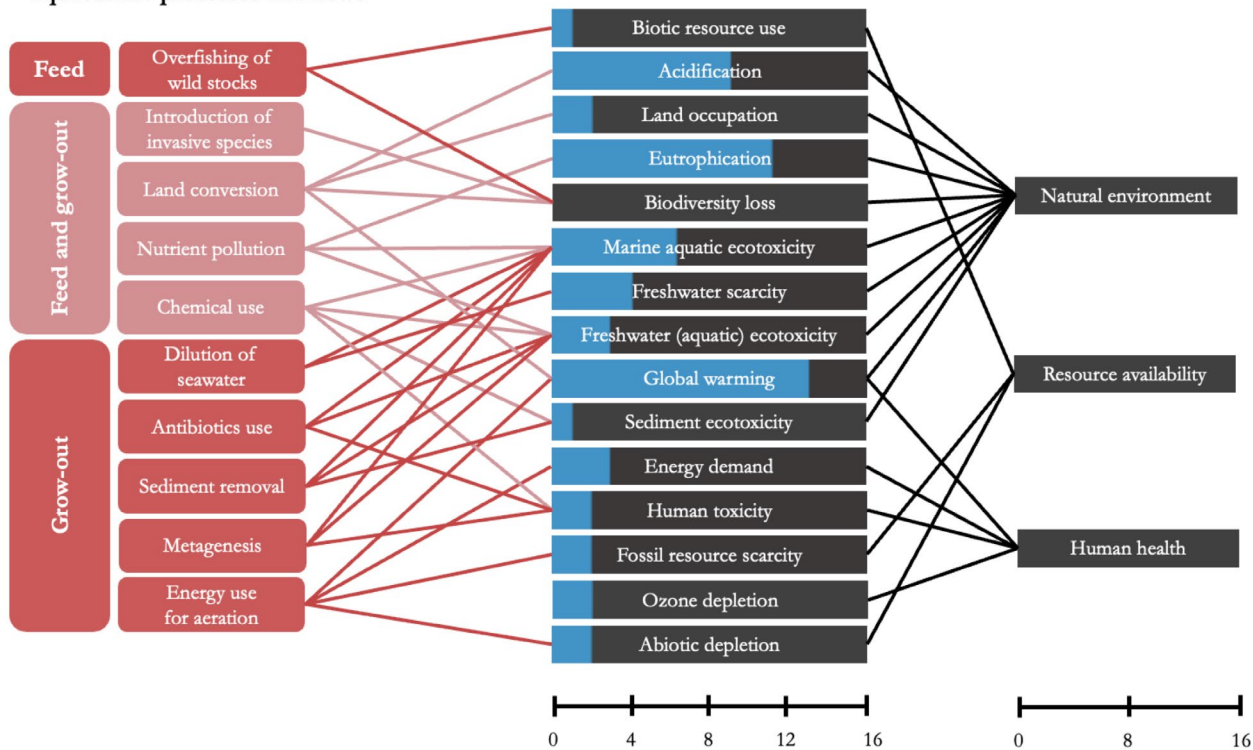 Feed
Overfishing of
wild stocks
Feed and grow-out
Introduction of
invasive species
Land conversion
Nutrient pollution
Chemical use
Grow-out
Dilution of
seawater
Antibiotics use
Sediment removal
Metagenesis
Energy use
for aeration
Biotic resource use
Acidification
Land occupation
Eutrophication
Biodiversity loss
Marine aquatic ecotoxicity
Freshwater scarcity
Freshwater (aquatic) ecotoxicity
Global warming
Sediment ecotoxicity
Energy demand
Human toxicity
Fossil resource scarcity
Ozone depletion
Abiotic depletion
0 4 8 12 16
Natural environment
Resource availability
Human health
0 8 16